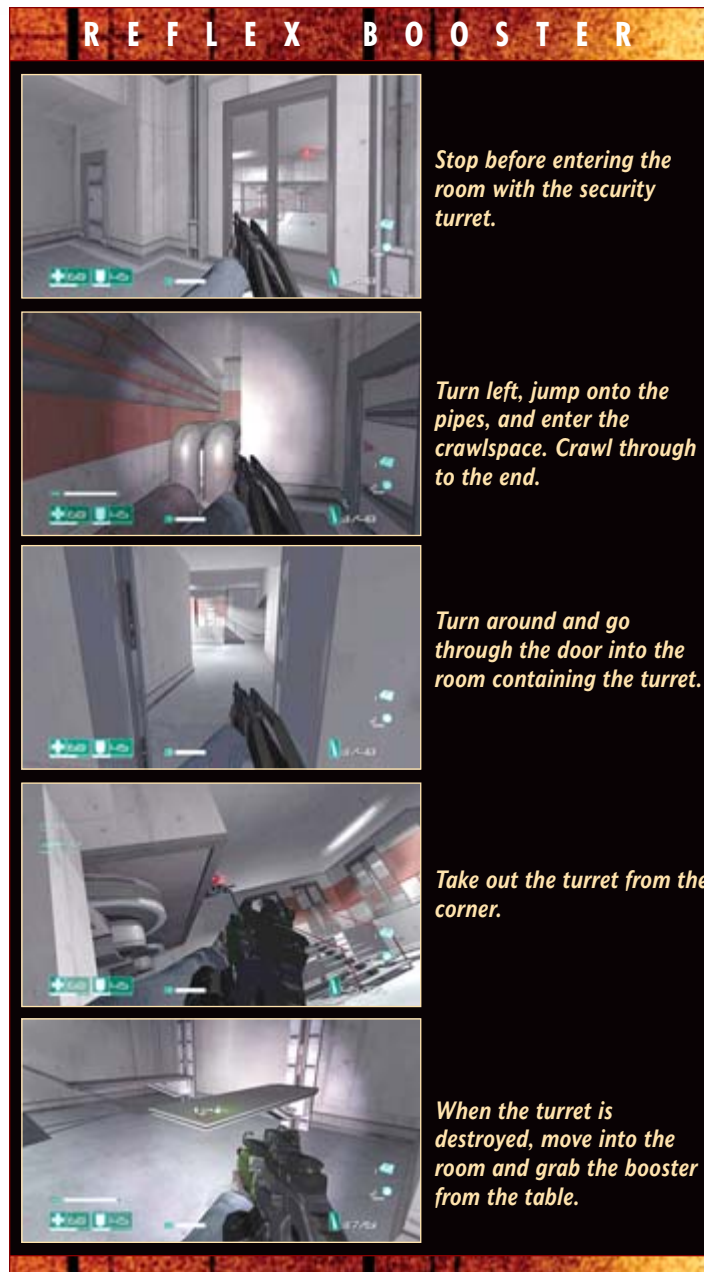 REFLEX BOOSTER
Stop before entering the
room with the security
turret.
Turn left, jump onto the
pipes, and enter the
crawlspace. Crawl through
to the end.
Turn around and go
through the door into the
room containing the turret.
Take out the turret from the
corner.
When the turret is
destroyed, move into the
room and grab the booster
from the table.